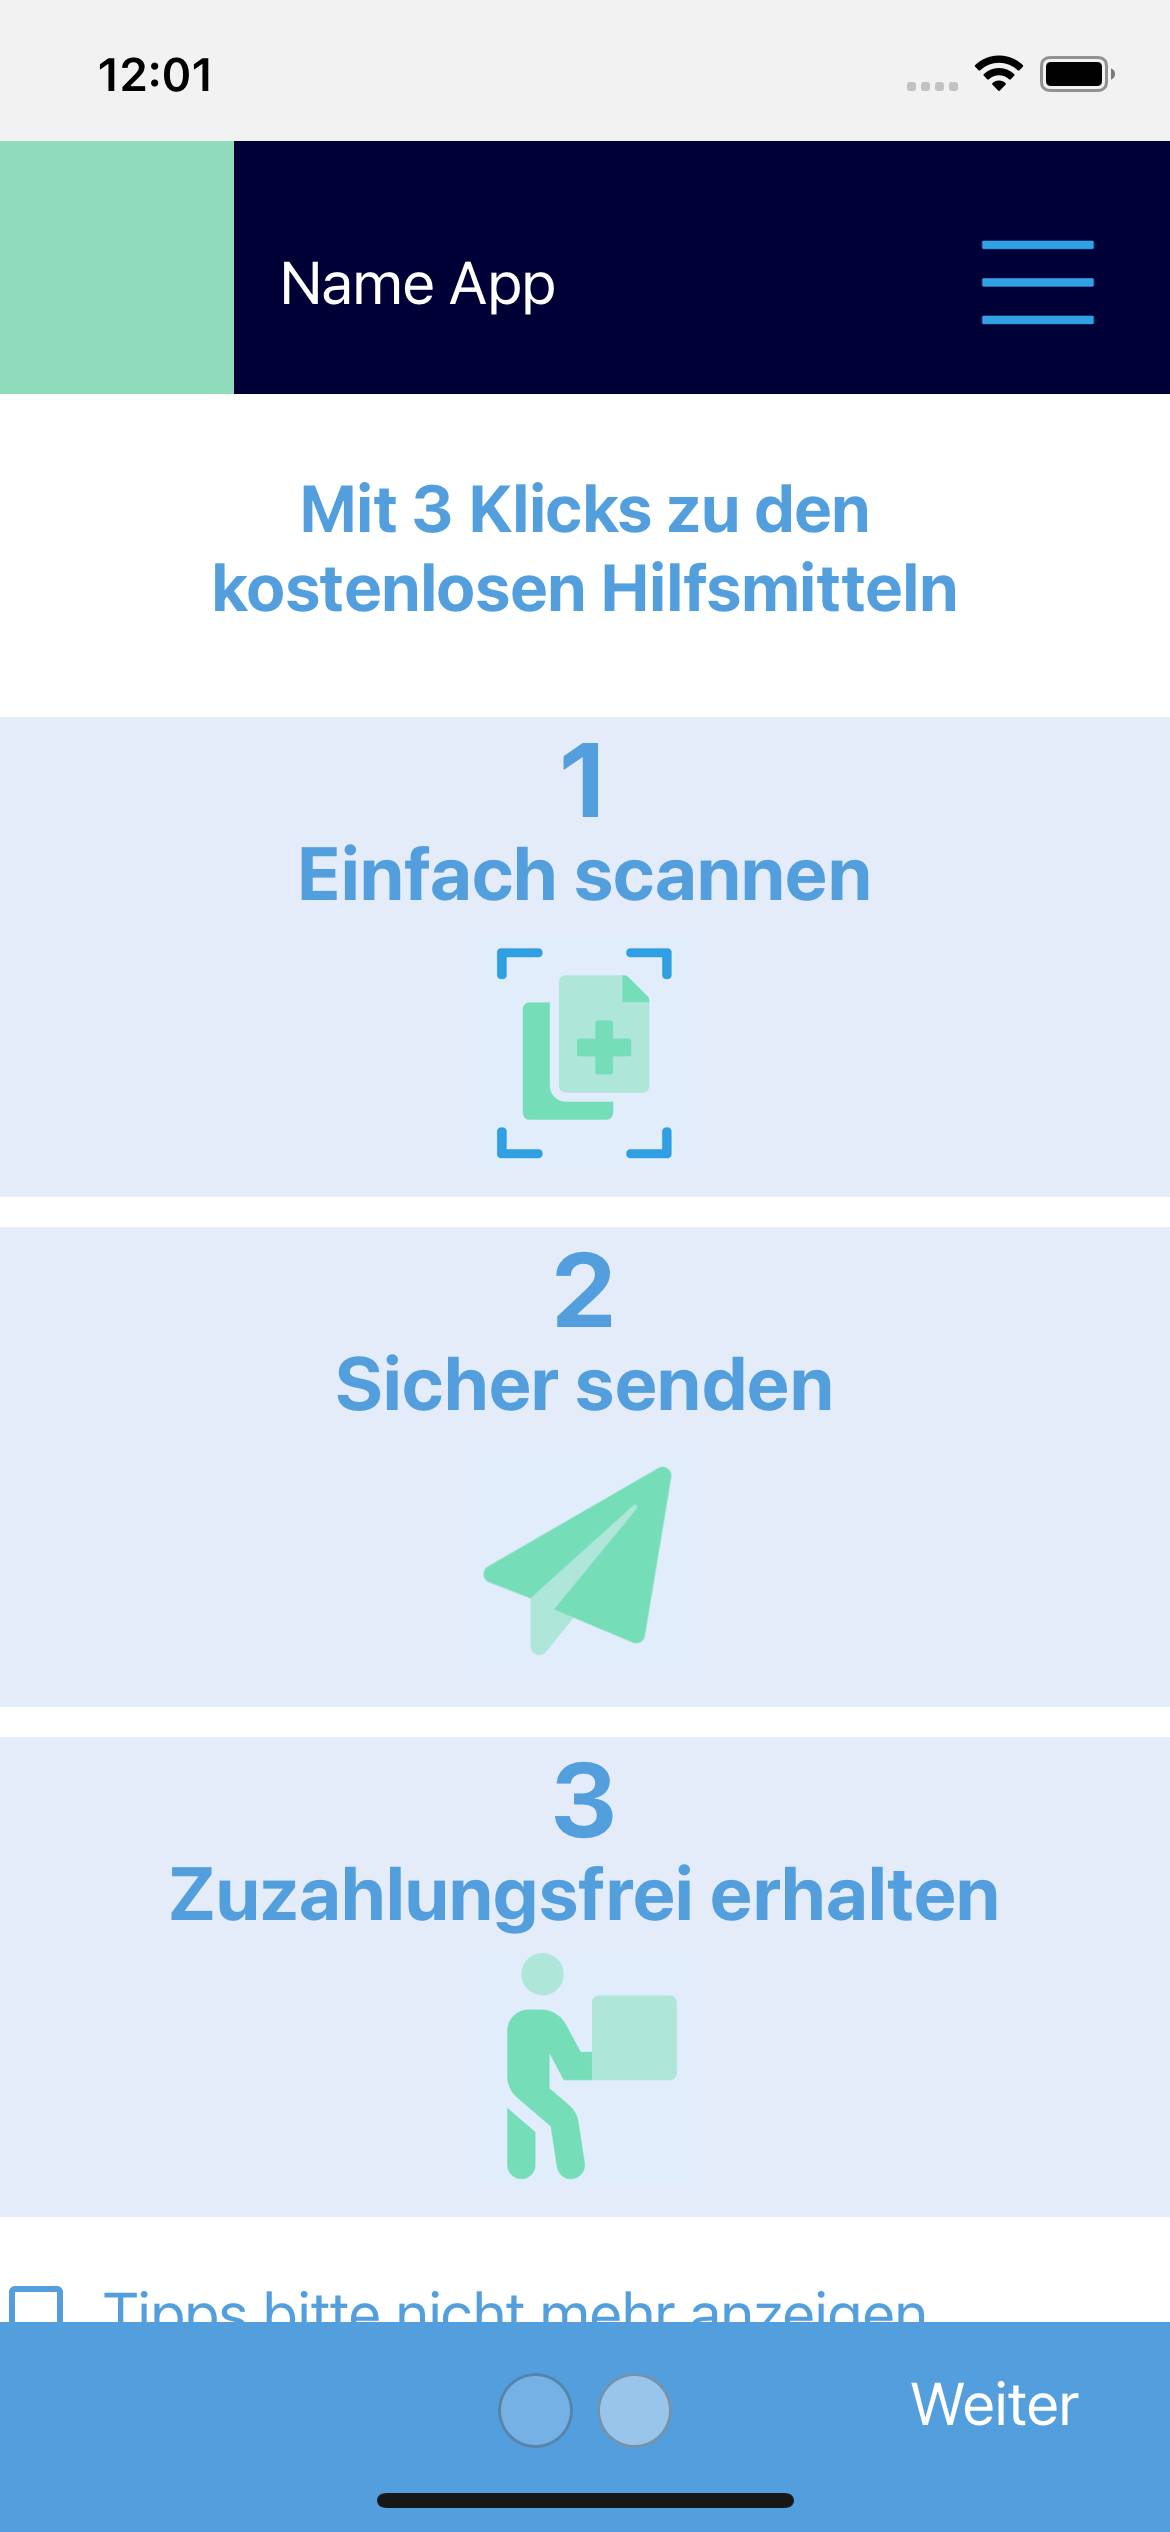 12:01
Name App
Mit 3 Klicks zu den
kostenlosen Hilfsmitteln
1
Einfach scannen
2
Sicher senden
3
Zuzahlungsfrei erhalten
Tipps bitte nicht mehr anzeigen
Weiter